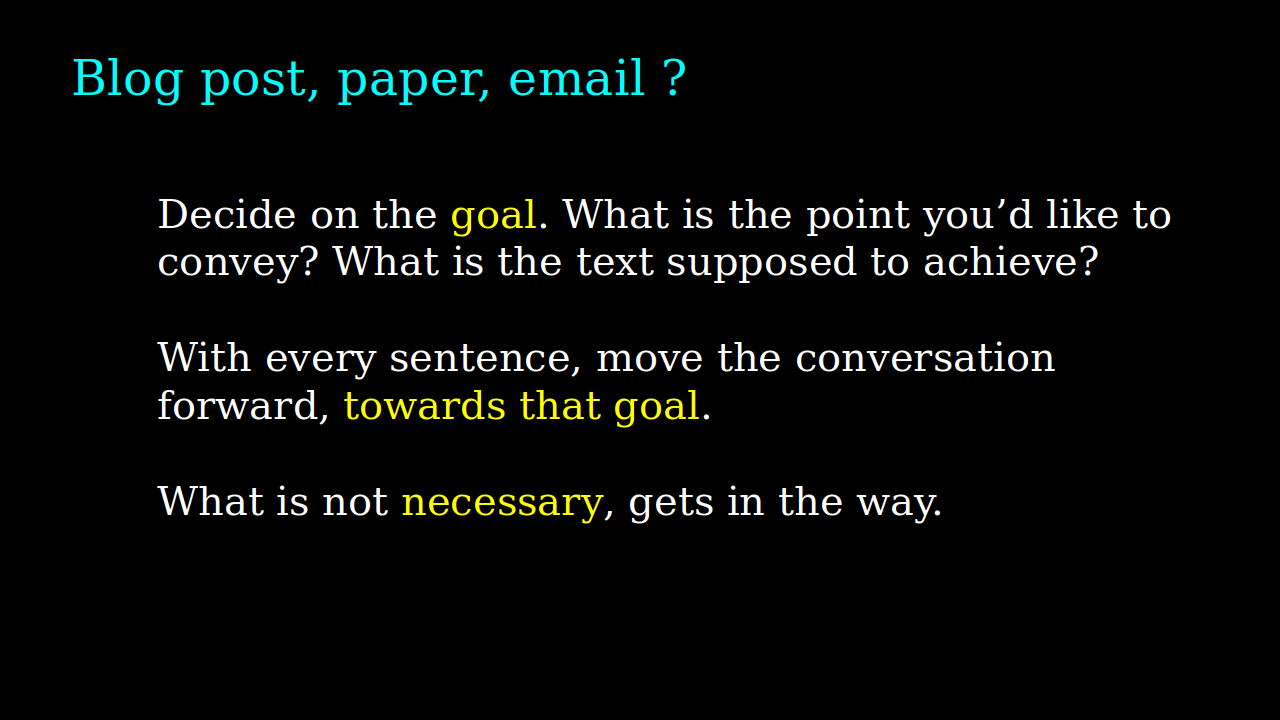 Blog post, paper, email ?
Decide on the goal. What is the point you’d like to
convey? What is the text supposed to achieve?
With every sentence, move the conversation
forward, towards that goal.
What is not necessary, gets in the way.